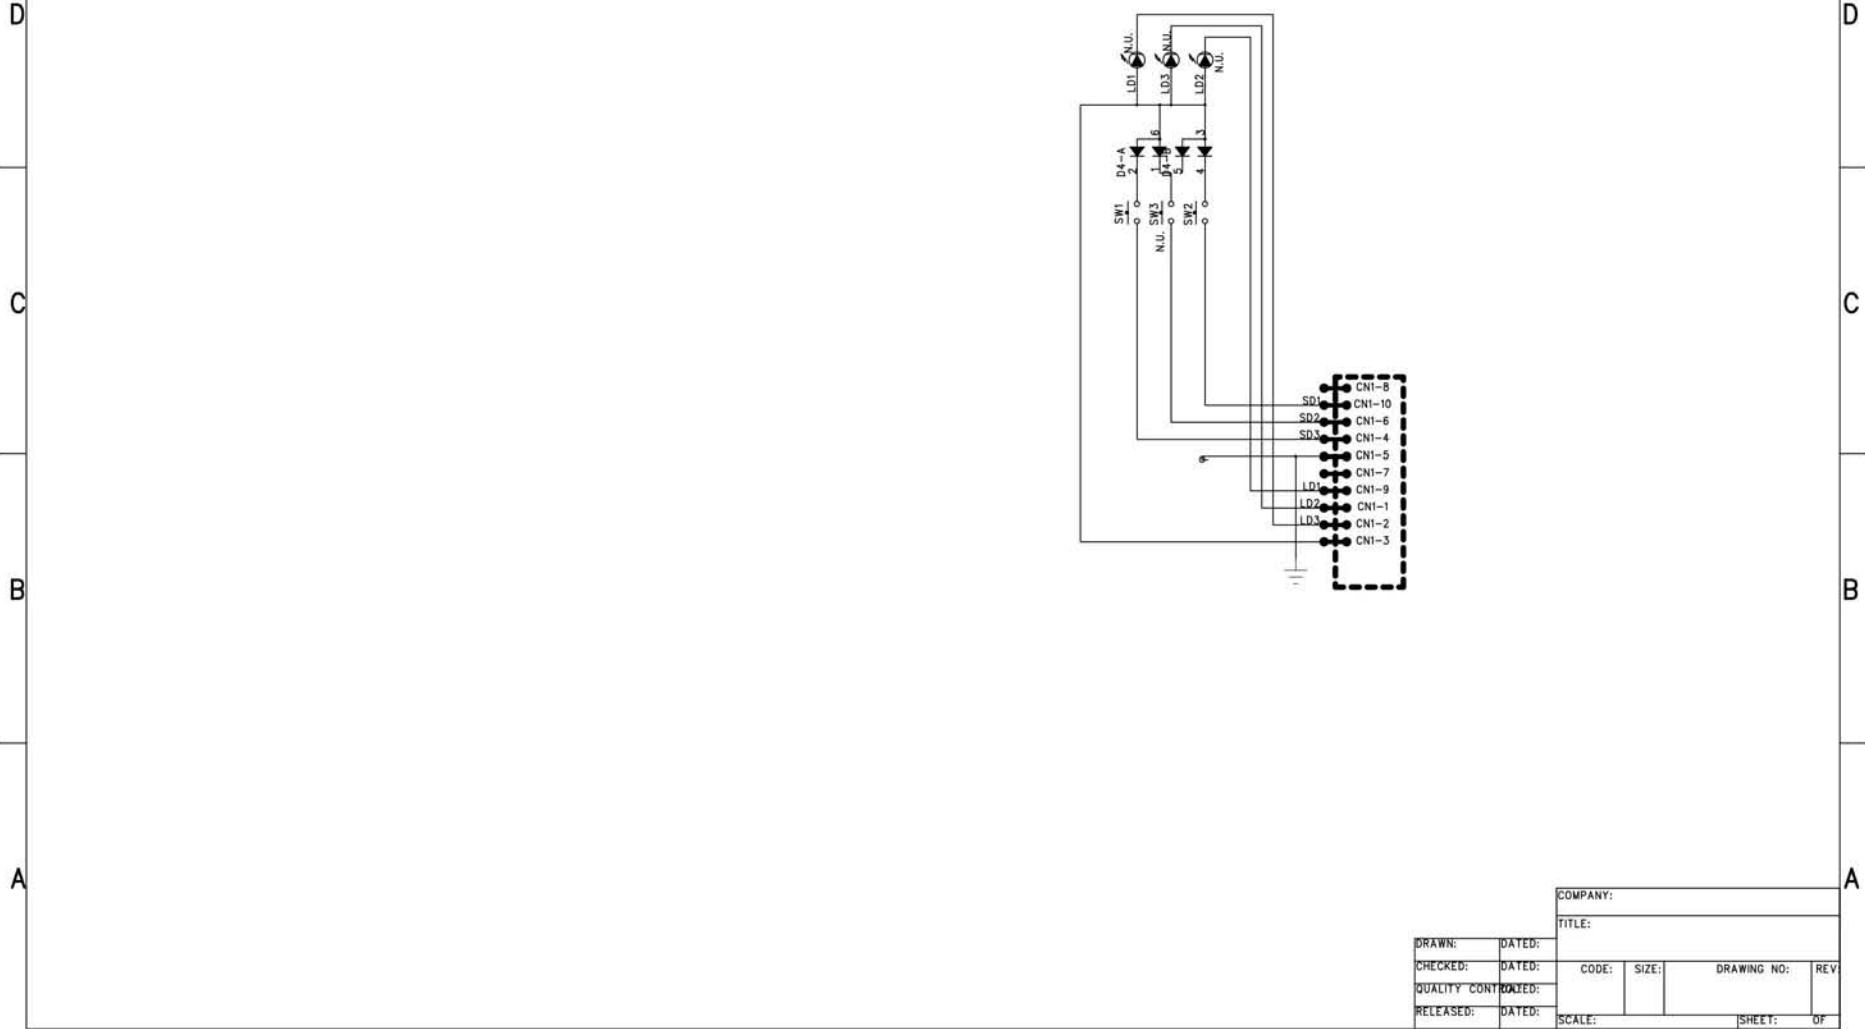 D
D
N.U.
N.U.
N.U.
LD1
LD3
LD2
6
3
D4-A
2
1
D4-B
5
4
SW1
SW3
SW2
N.U.
C
C
CN1-8
SD1
CN1-10
SD2
CN1-6
SD3
CN1-4
CN1-5
CN1-7
LD1
CN1-9
LD2
CN1-1
LD3
CN1-2
CN1-3
B
B
A
A
COMPANY:
TITLE:
DRAWN:
DATED:
CHECKED:
DATED:
CODE:
SIZE:
DRAWING NO:
REV:
QUALITY CONTROL:
DATED:
RELEASED:
DATED:
SCALE:
SHEET:
OF